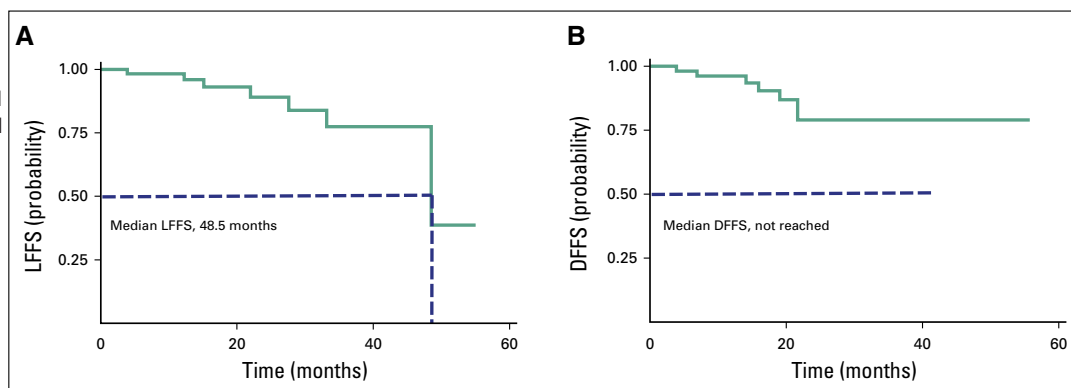 A
LFFS (probability)
1.00
0.75
0.50
0.25
Median LFFS, 48.5 months
0
20
40
60
Time (months)
B
DFFS (probability)
1.00
0.75
0.50
0.25
Median DFFS, not reached
0
20
40
60
Time (months)